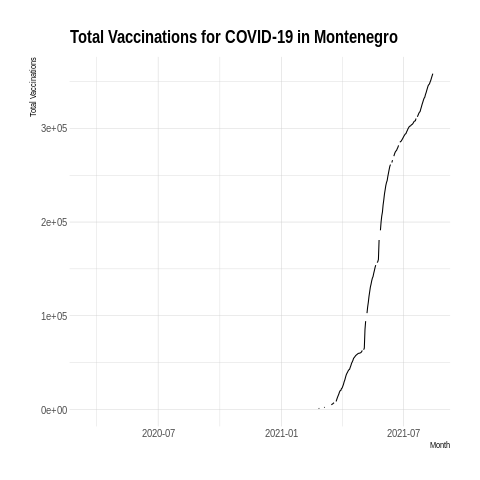 Total Vaccinations for COVID-19 in Montenegro
Total Vaccinations
3e+05
2e+05
1e+05
0e+00
2020-07 2021-01 2021-07
Month